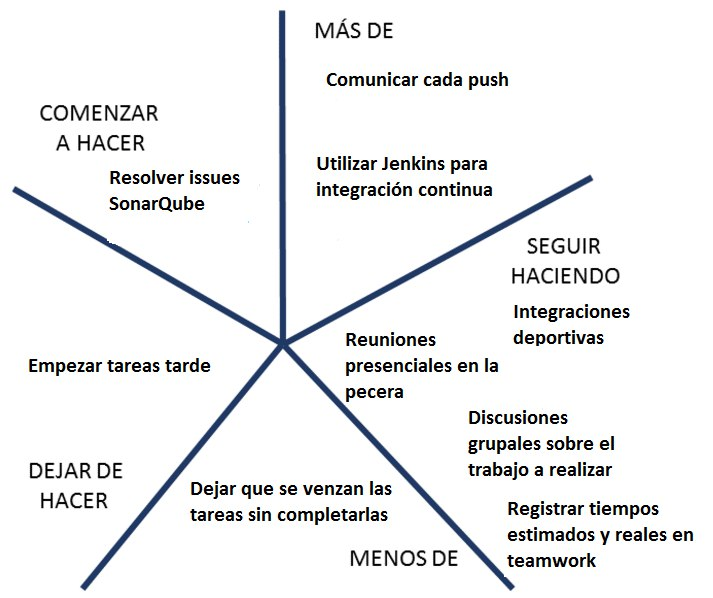 MÁS DE
Comunicar cada push
Utilizar Jenkins para
integración continua
COMENZAR
A HACER
Resolver issues
SonarQube
SEGUIR
HACIENDO
Integraciones
deportivas
Reuniones
presenciales en la
pecera
Discusiones
grupales sobre el
trabajo a realizar
Registrar tiempos
estimados y reales en
teamwork
Empezar tareas tarde
DEJAR DE
HACER
Dejar que se venzan las
tareas sin completarlas
MENOS DE